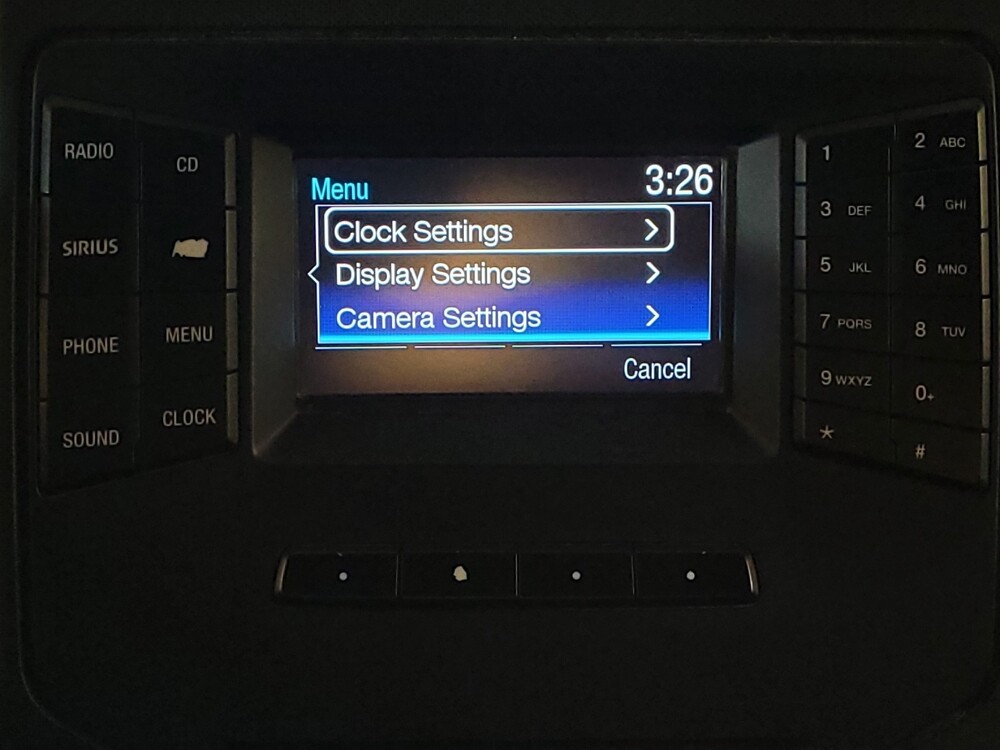 RADIO
CD
SIRIUS
PHONE
MENU
SOUND
CLOCK
Menu
3:26
Clock Settings
Display Settings
Camera Settings
Cancel
1
2 ABC
3 DEF
4 GHI
5 JKL
6 MNO
7 PQRS
8 TUV
9 WXYZ
0+
*
#